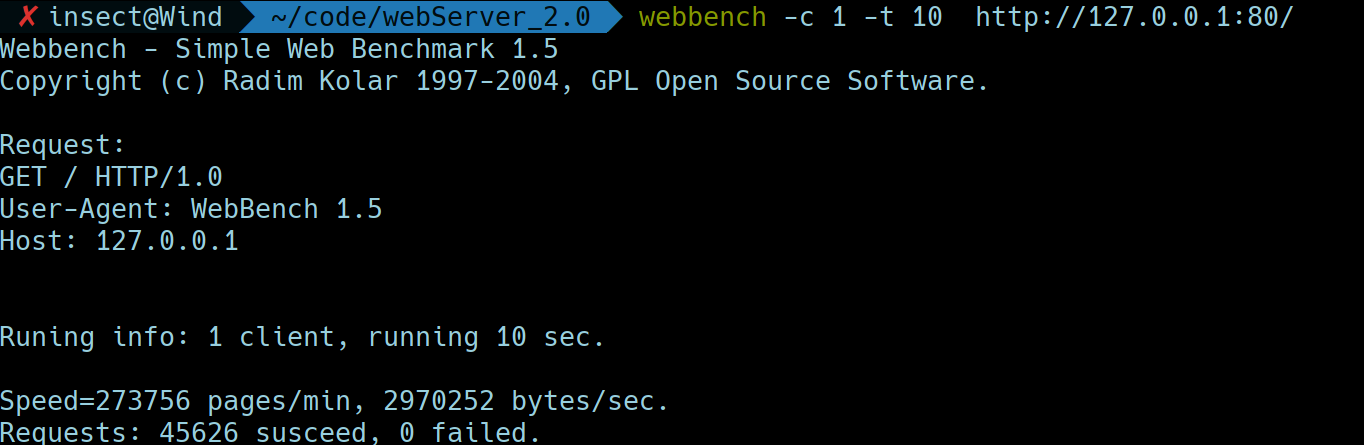 ✗ insect@Wind ~/code/webServer_2.0 webbench -c 1 -t 10  http://127.0.0.1:80/
Webbench - Simple Web Benchmark 1.5
Copyright (c) Radim Kolar 1997-2004, GPL Open Source Software.
Request:
GET / HTTP/1.0
User-Agent: WebBench 1.5
Host: 127.0.0.1
Runing info: 1 client, running 10 sec.
Speed=273756 pages/min, 2970252 bytes/sec.
Requests: 45626 susceed, 0 failed.